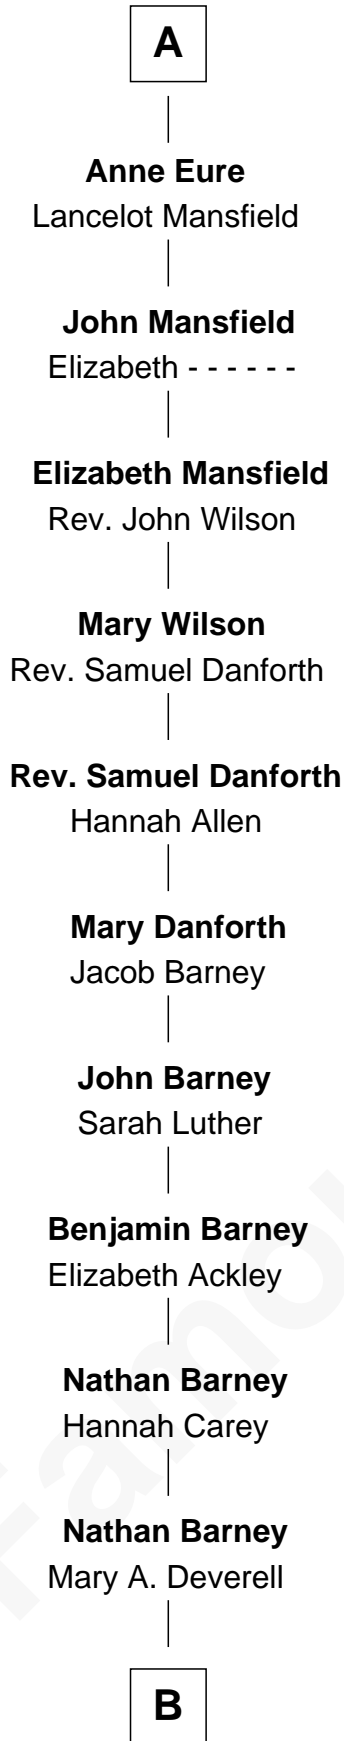 A
Anne Eure
Lancelot Mansfield
John Mansfield
Elizabeth - - - - - -
Elizabeth Mansfield
Rev. John Wilson
Mary Wilson
Rev. Samuel Danforth
Rev. Samuel Danforth
Hannah Allen
Mary Danforth
Jacob Barney
John Barney
Sarah Luther
Benjamin Barney
Elizabeth Ackley
Nathan Barney
Hannah Carey
Nathan Barney
Mary A. Deverell
B